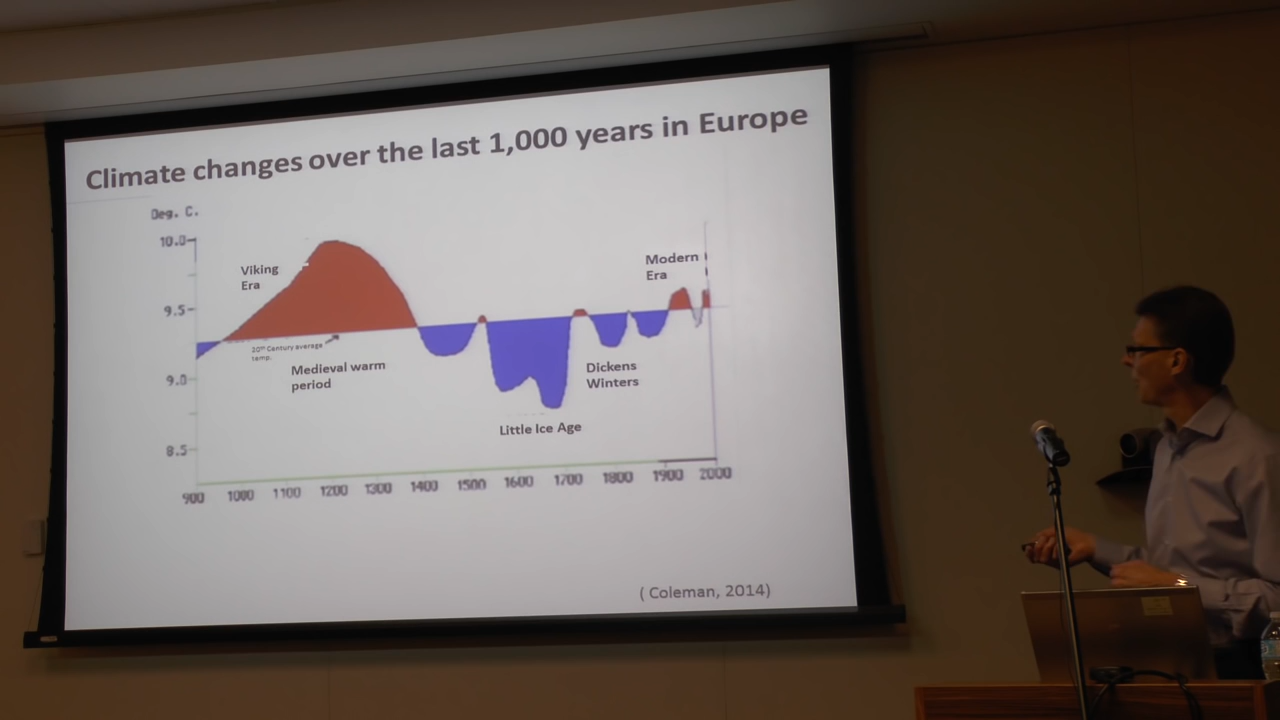 Climate changes over the last 1,000 years in Europe
Deg. C.
10.0
Viking
Era
Modern
Era
9.5
20th Century average
temp.
Medieval warm
period
Dickens
Winters
9.0
Little Ice Age
8.5
900 1000 1100 1200 1300 1400 1500 1600 1700 1800 1900 2000
( Coleman, 2014)